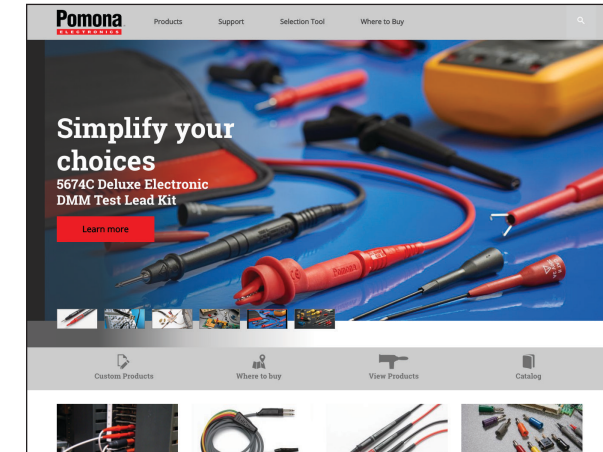 Pomona
ELECTRONICS
Products Support Selection Tool Where to Buy
Simplify your
choices
5674C Deluxe Electronic
DMM Test Lead Kit
Learn more
Pomona
Custom Products Where to buy View Products Catalog